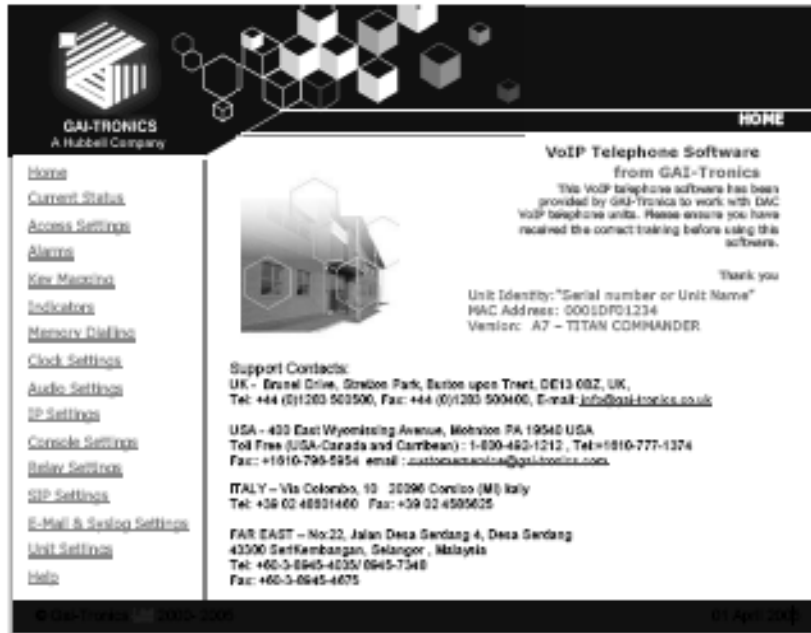 GAI-TRONICS
A Hubbell Company
HOME
Home
Current Status
Access Settings
Alarms
Key Mapping
Indicators
Memory Dialling
Clock Settings
Audio Settings
IP Settings
Console Settings
Relay Settings
SIP Settings
E-Mail & Syslog Settings
Unit Settings
Help
VoIP Telephone Software
from GAI-Tronics
This VoIP telephone software has been
provided by GAI-Tronics to work with DAC
VoIP telephone units. Please ensure you have
received the correct training before using this
software.
Thank you
Unit Identity:"Serial number or Unit Name"
MAC Address: 0001DF01234
Version: A7 – TITAN COMMANDER
Support Contacts:
UK - Brunel Drive, Stretton Park, Burton upon Trent, DE13 0BZ, UK,
Tel: +44 (0)1283 500500, Fax: +44 (0)1283 500400, E-mail: info@gai-tronics.co.uk
USA - 400 East Wyomissing Avenue, Mohnton PA 19540 USA
Toll Free (USA-Canada and Carribean) : 1-800-492-1212 , Tel:+1610-777-1374
Fax:: +1610-796-5954 email : customerservice@gai-tronics.com
ITALY – Via Colombo, 10 20096 Corsico (MI) Italy
Tel: +39 02 48601460 Fax: +39 02 4585625
FAR EAST – No:22, Jalan Desa Serdang 4, Desa Serdang
43300 SeriKembangan, Selangor , Malaysia
Tel: +60-3-8945-4035/ 8945-7348
Fax: +60-3-8945-4675
© Gai-Tronics Ltd 2000- 2006
01 April